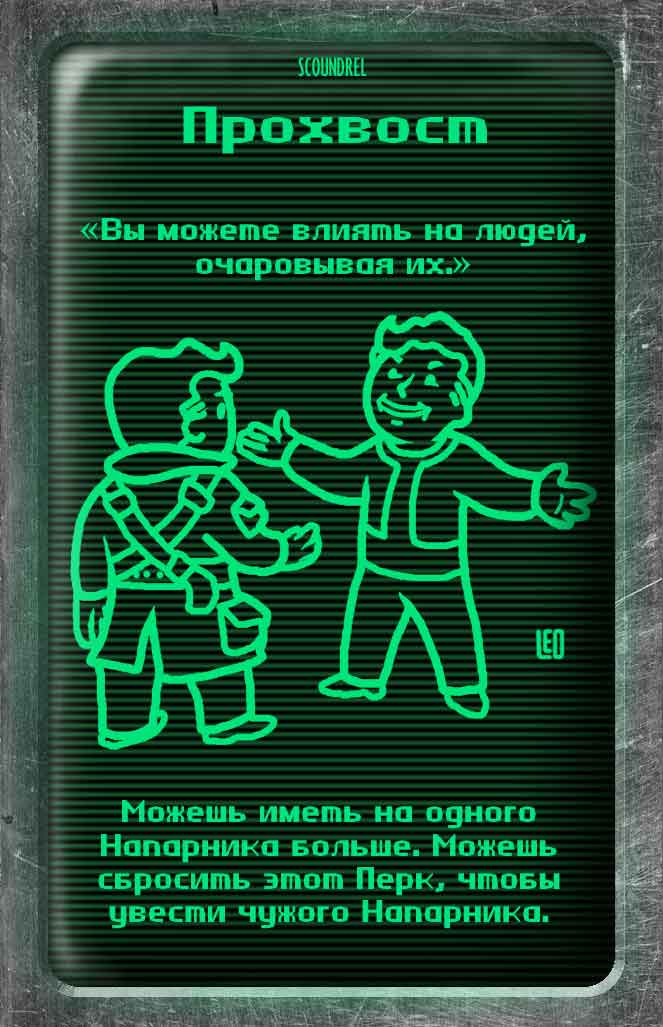 SCOUNDREL
Прохвост
«Вы можете влиять на людей,
очаровывая их.»
LEO
Можешь иметь на одного
Напарника больше. Можешь
сбросить этот Перк, чтобы
увести чужого Напарника.